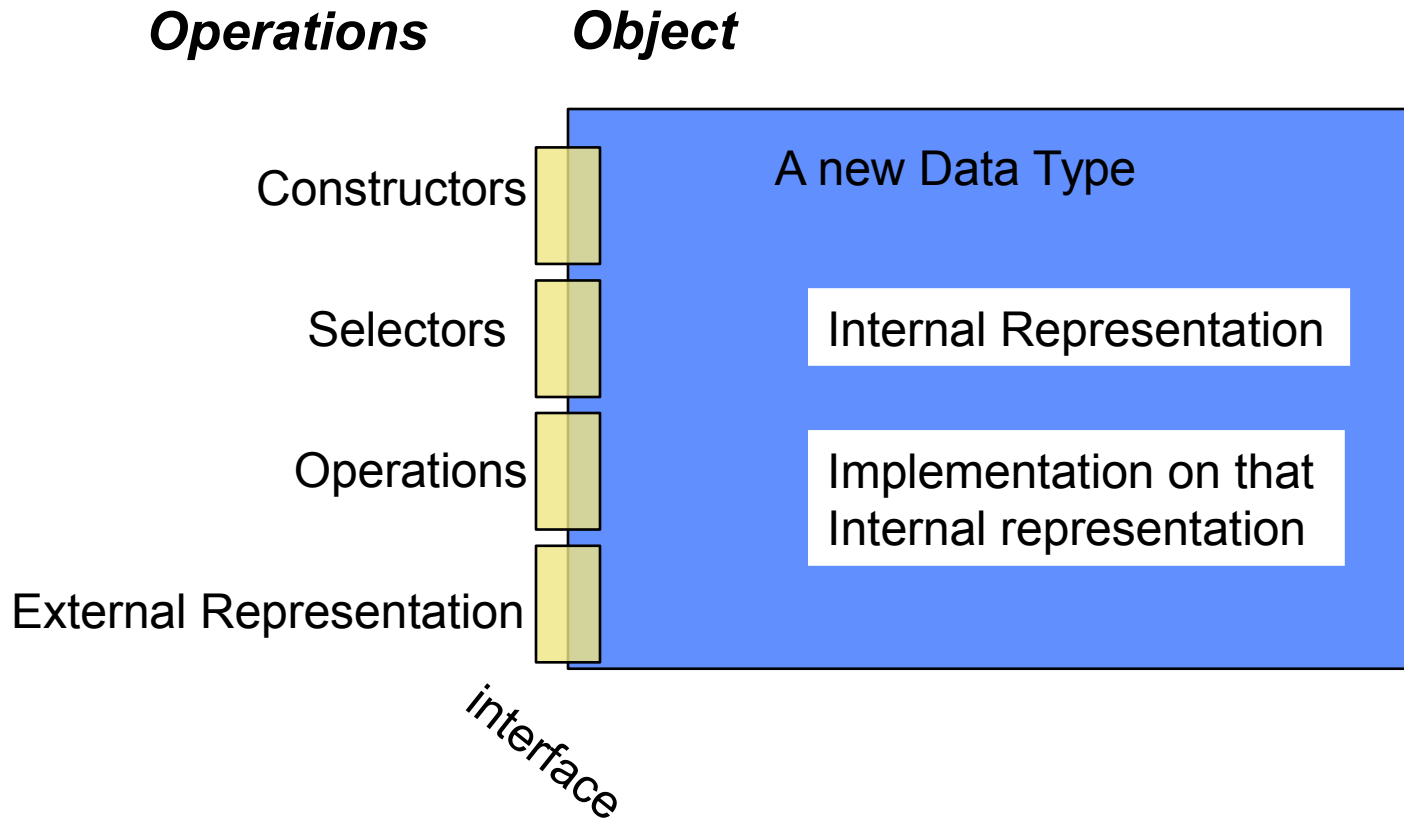 Operations
Object
Constructors
A new Data Type
Selectors
Internal Representation
Operations
Implementation on that
Internal representation
External Representation
interface